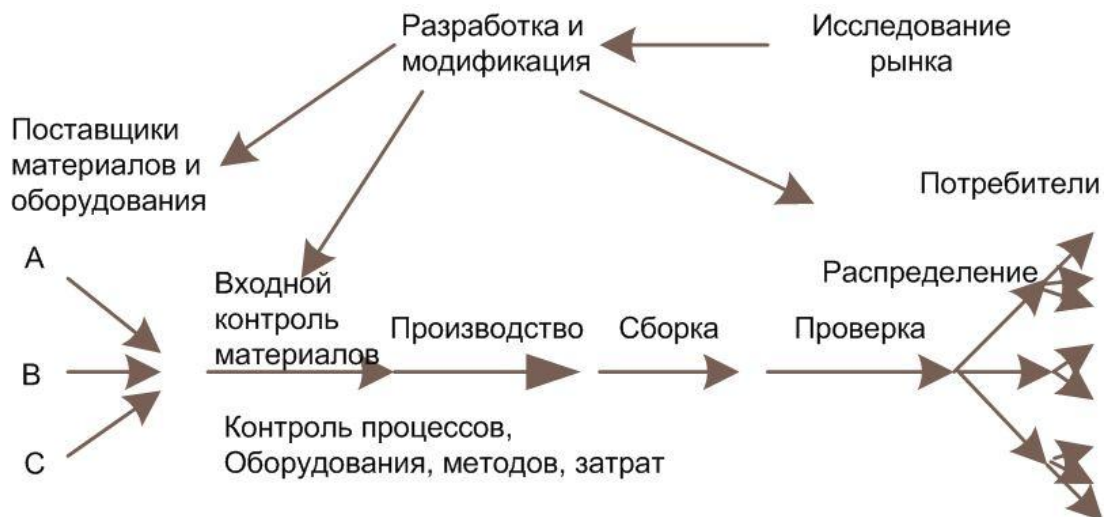 Разработка и
модификация
Исследование
рынка
Поставщики
материалов и
оборудования
Потребители
A
B
C
Входной
контроль
материалов
Производство
Сборка
Проверка
Распределение
Контроль процессов,
Оборудования, методов, затрат